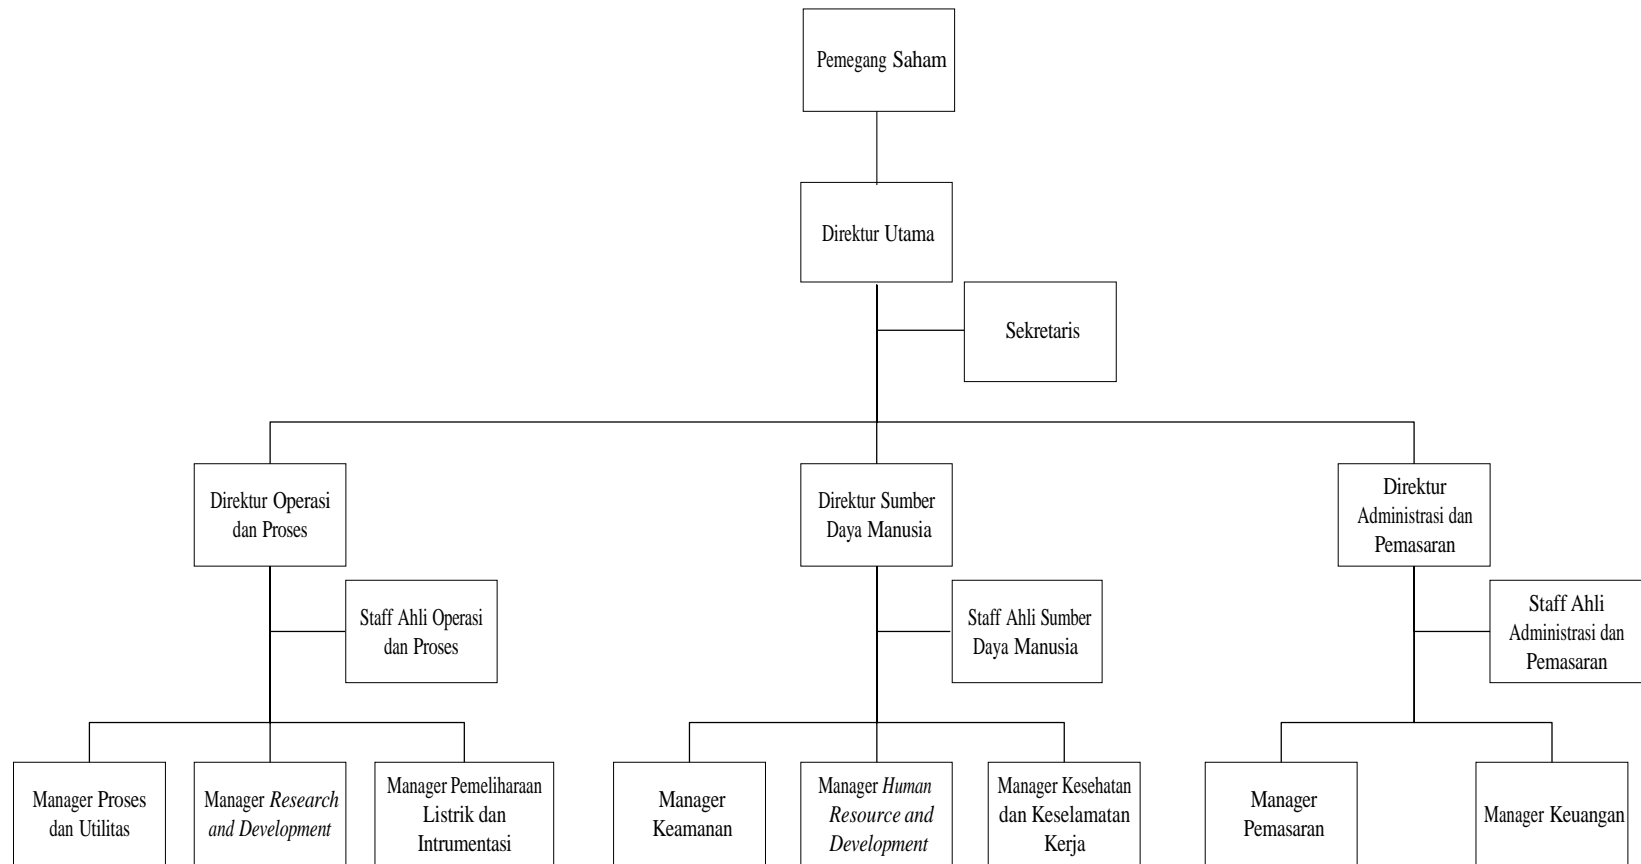 Pemegang Saham
Direktur Utama
Sekretaris
Direktur Operasi
dan Proses
Direktur Sumber
Daya Manusia
Direktur
Administrasi dan
Pemasaran
Staff Ahli Operasi
dan Proses
Staff Ahli Sumber
Daya Manusia
Staff Ahli
Administrasi dan
Pemasaran
Manager Proses
dan Utilitas
Manager Research
and Development
Manager Pemeliharaan
Listrik dan
Intrumentasi
Manager
Keamanan
Manager Human
Resource and
Development
Manager Kesehatan
dan Keselamatan
Kerja
Manager
Pemasaran
Manager Keuangan